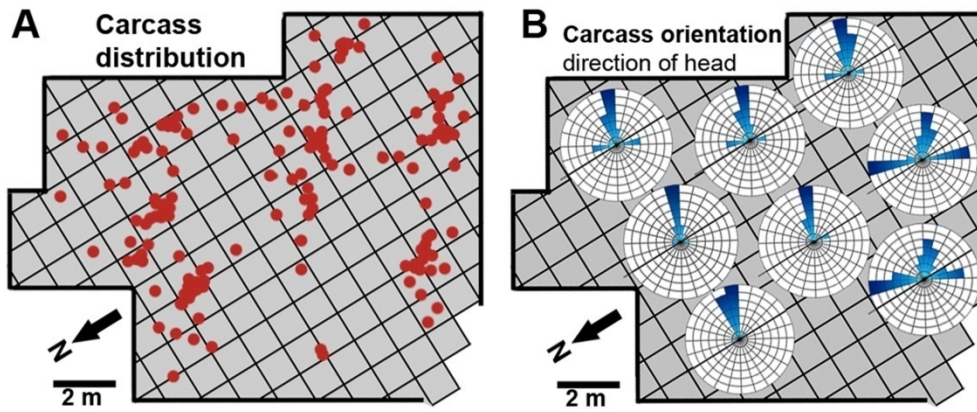 A
Carcass
distribution
N
2 m
B
Carcass orientation
direction of head
N
2 m